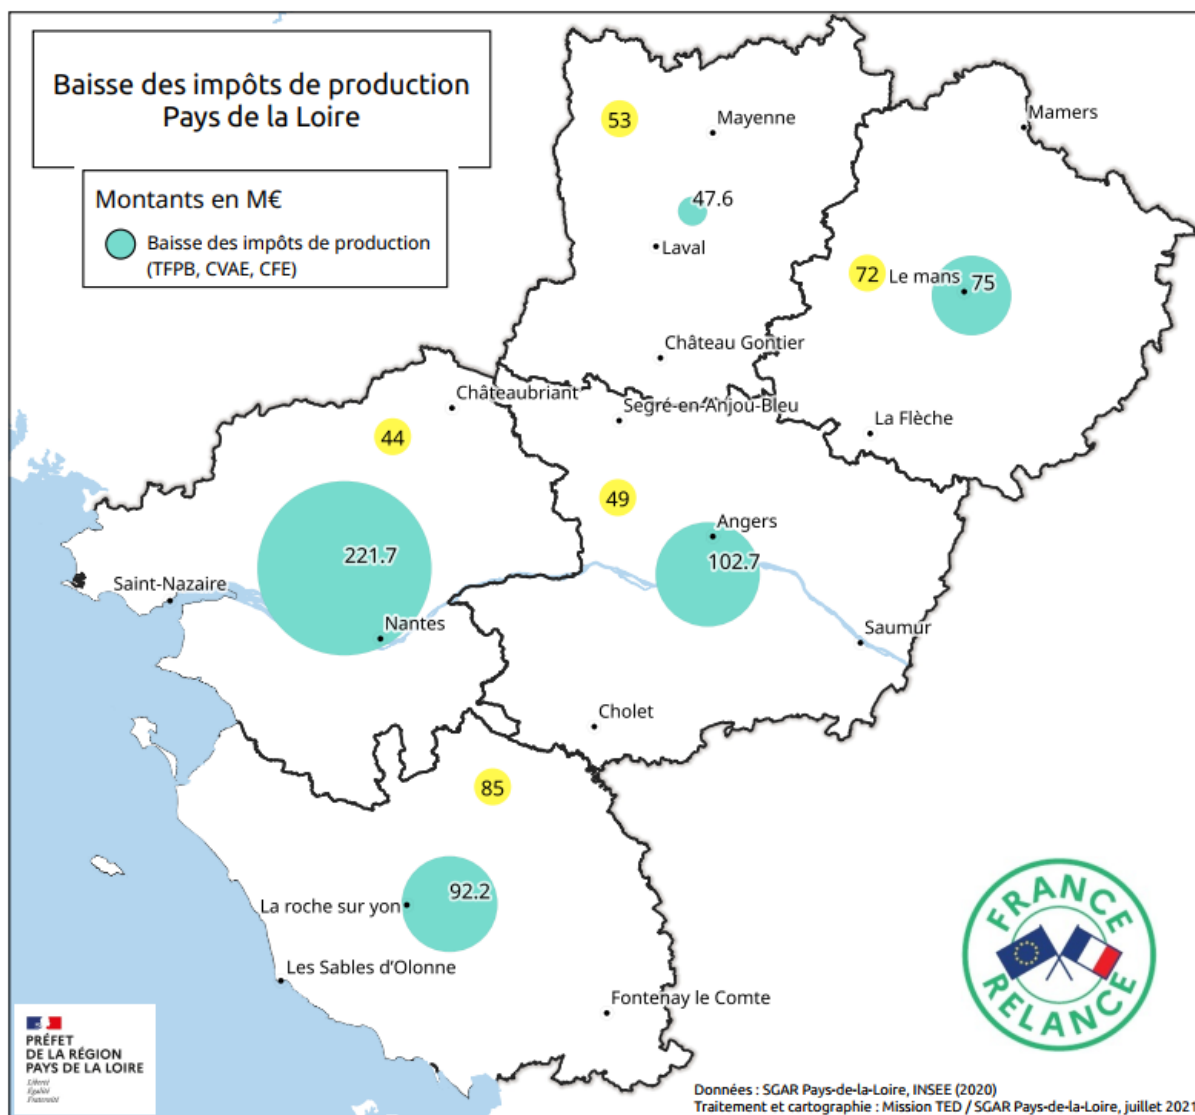 Baisse des impôts de production
Pays de la Loire
Montants en M€
Baisse des impôts de production
(TFPB, CVAE, CFE)
53
Mayenne
Mamers
47.6
Laval
72
Le mans
75
Château Gontier
Châteaubriant
Segré-en-Anjou-Bleu
La Flèche
44
49
Angers
221.7
102.7
Saint-Nazaire
Nantes
Saumur
Cholet
85
92.2
La roche sur yon
Les Sables d'Olonne
Fontenay le Comte
FRANCE
RELANCE
PRÉFET
DE LA RÉGION
PAYS DE LA LOIRE
Liberté
Égalité
Fraternité
Données : SGAR Pays-de-la-Loire, INSEE (2020)
Traitement et cartographie : Mission TED / SGAR Pays-de-la-Loire, juillet 2021